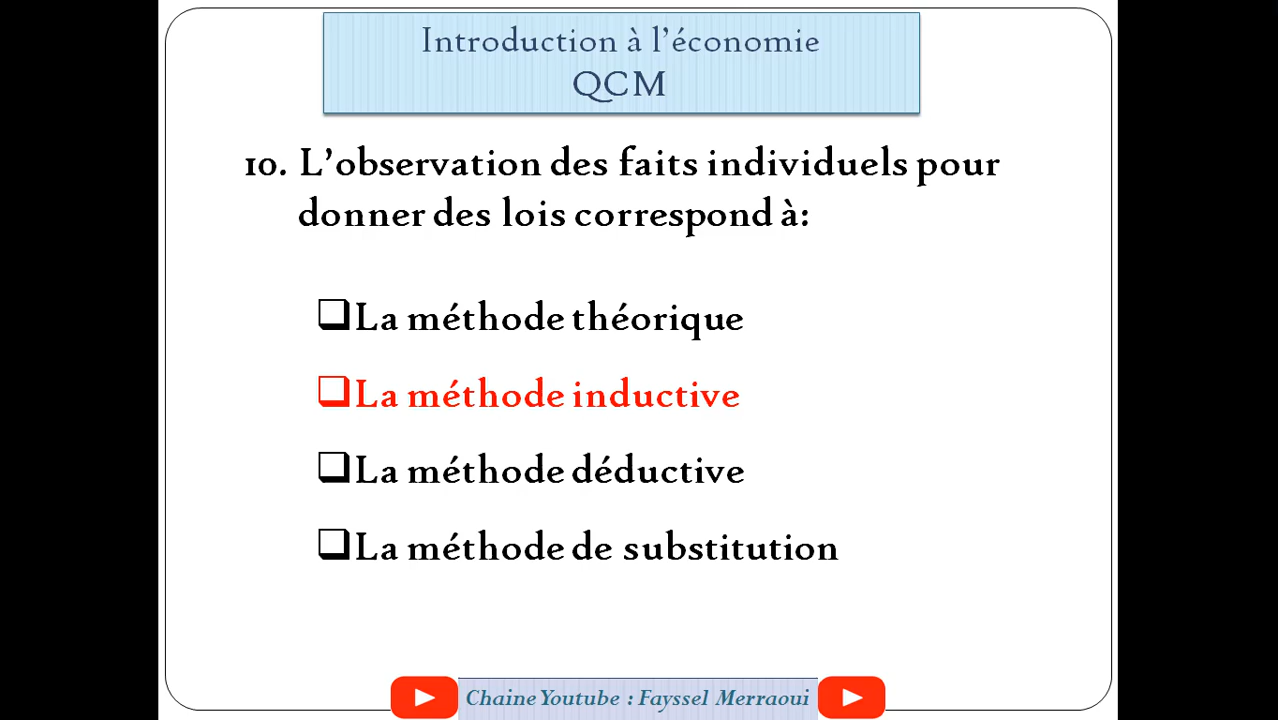 Introduction à l'économie
QCM
10. L'observation des faits individuels pour
donner des lois correspond à:
❑La méthode théorique
❑La méthode inductive
❑La méthode déductive
❑La méthode de substitution
Chaine Youtube : Fayssel Merraoui